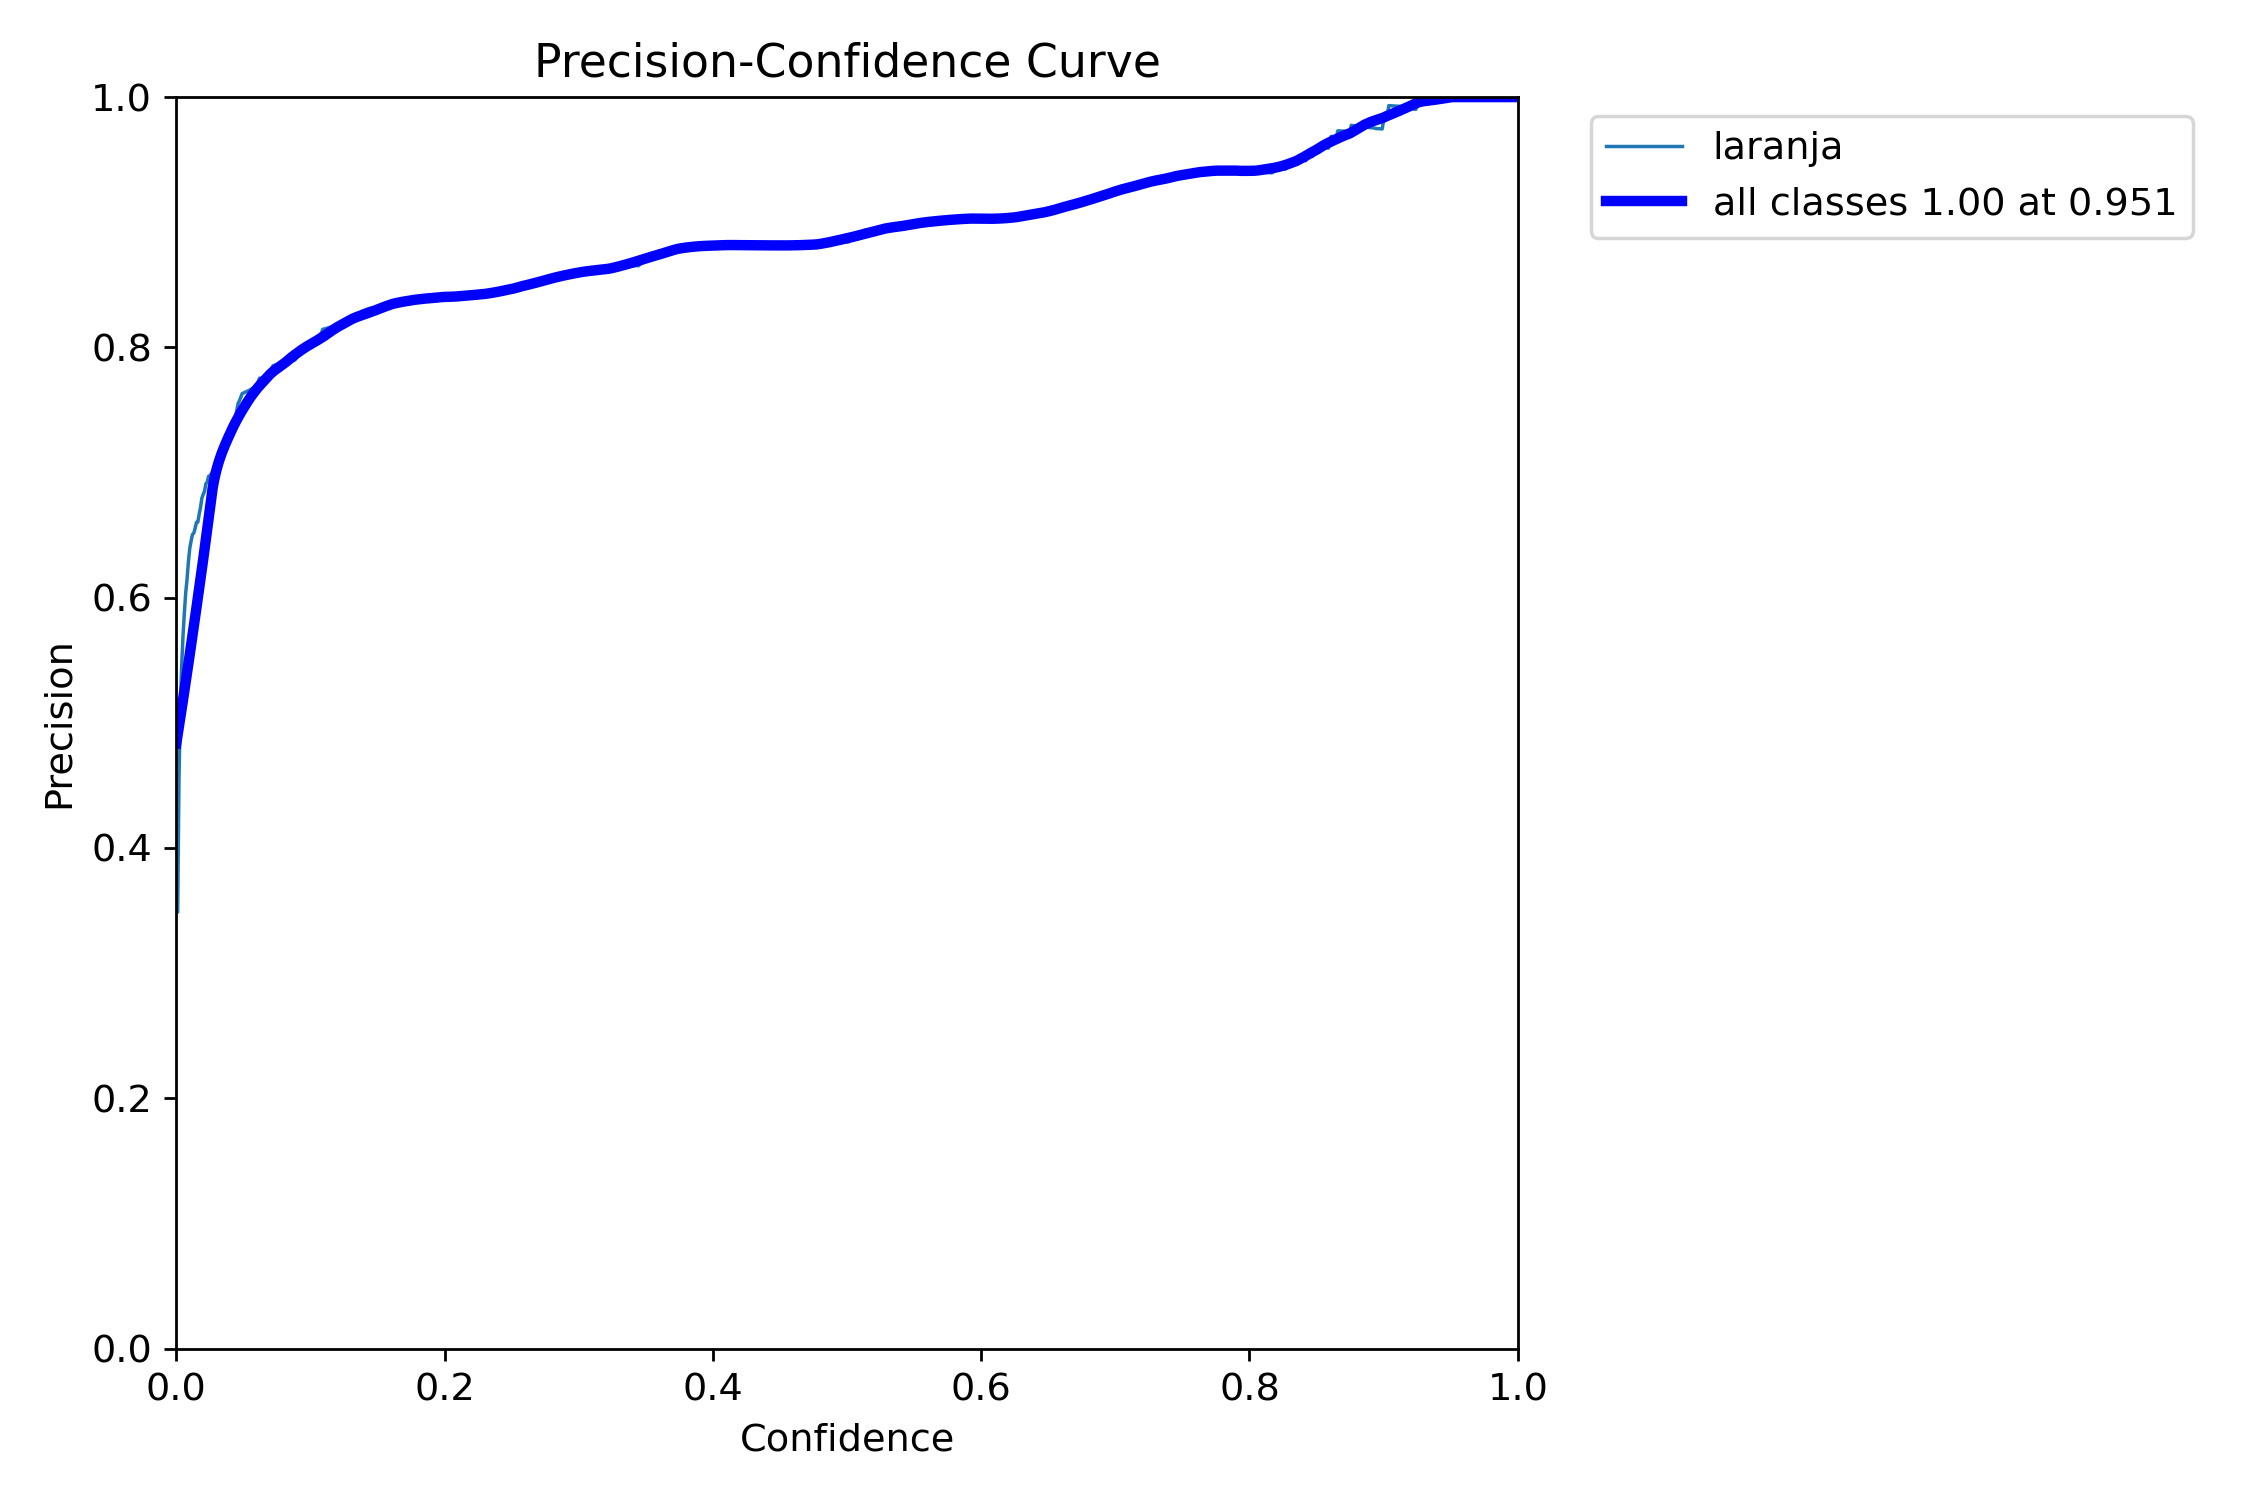 Precision-Confidence Curve
1.0
0.8
0.6
0.4
0.2
0.0
Precision
0.0 0.2 0.4 0.6 0.8 1.0
Confidence
laranja
all classes 1.00 at 0.951